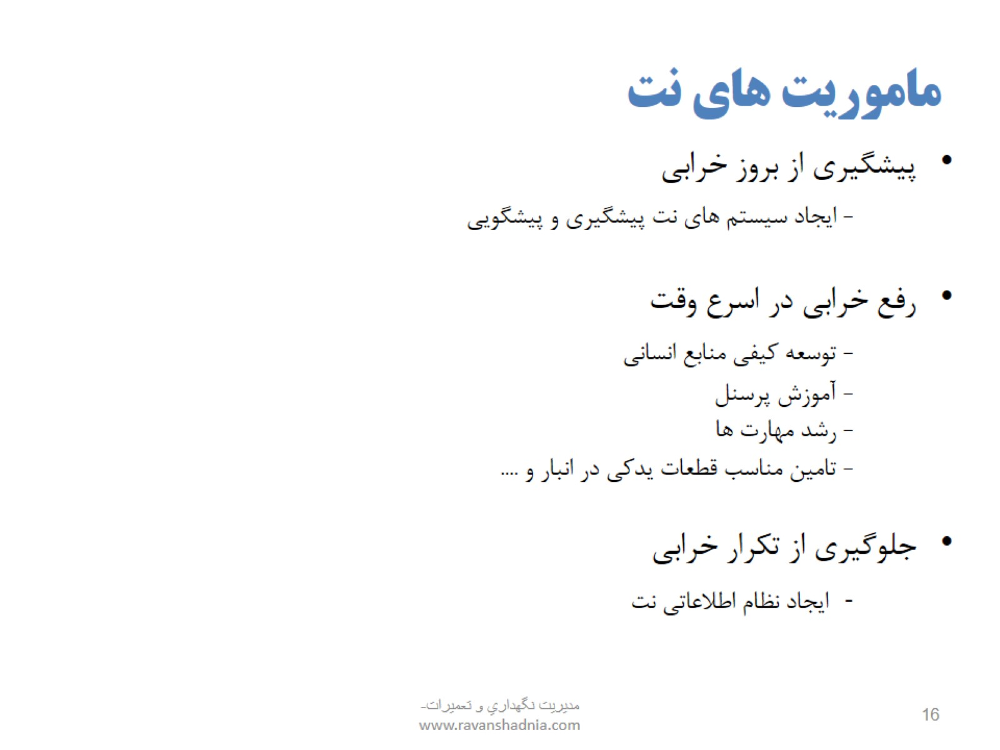 ماموریت های نت
• پیشگیری از بروز خرابی
– ایجاد سیستم های نت پیشگیری و پیشگویی
• رفع خرابی در اسرع وقت
– توسعه کیفی منابع انسانی
– آموزش پرسنل
– رشد مهارت ها
– تامین مناسب قطعات یدکی در انبار و ....
• جلوگیری از تکرار خرابی
- ایجاد نظام اطلاعاتی نت
مديريت نگهداري و تعميرات-
www.ravanshadnia.com
16